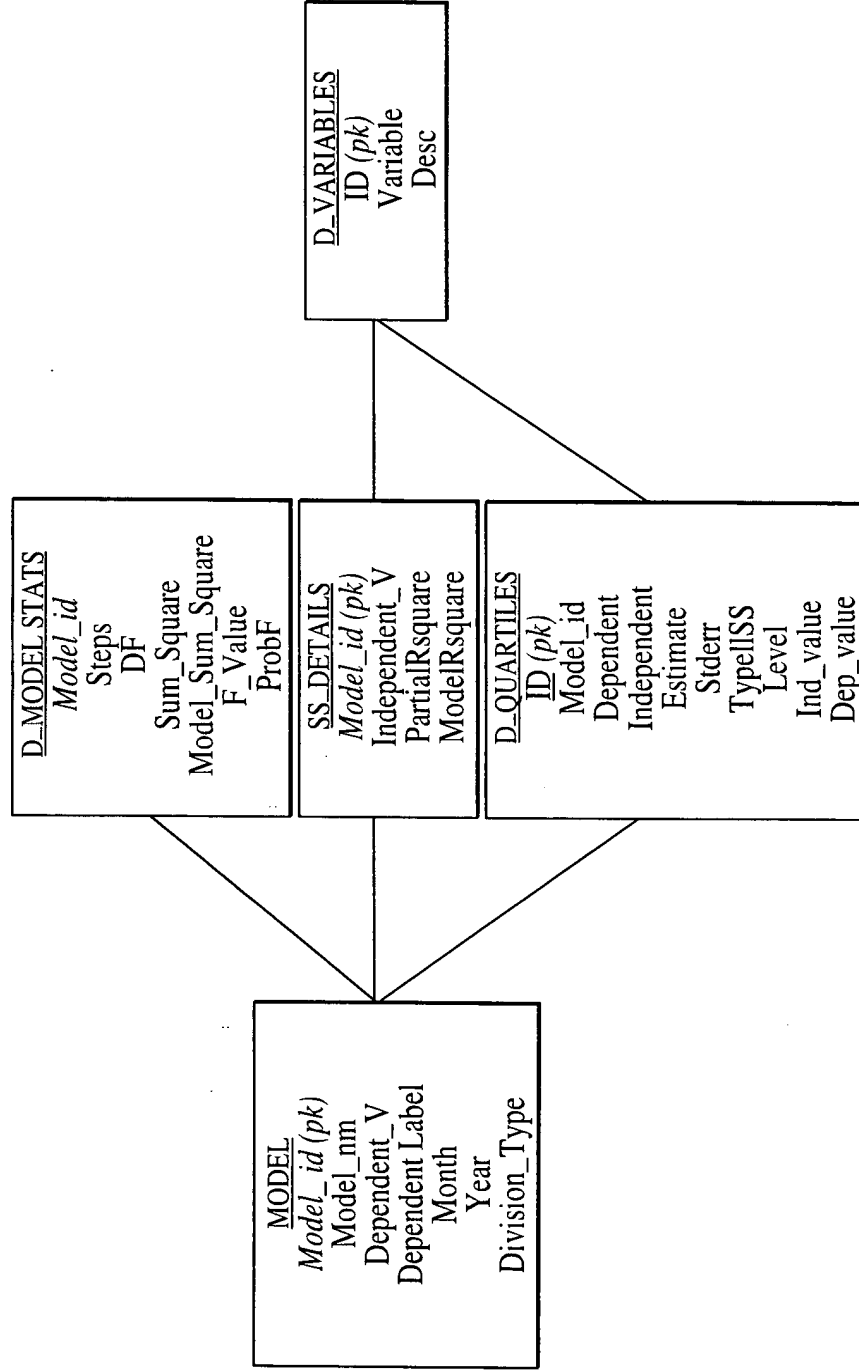 MODEL
Model_id (pk)
Model_nm
Dependent_V
Dependent Label
Month
Year
Division_Type
D_MODEL STATS
Model_id
Steps
DF
Sum_Square
Model_Sum_Square
F_Value
ProbF
SS_DETAILS
Model_id (pk)
Independent_V
PartialRsquare
ModelRsquare
D_QUARTILES
ID (pk)
Model_id
Dependent
Independent
Estimate
Stderr
TypeIISS
Level
Ind_value
Dep_value
D_VARIABLES
ID (pk)
Variable
Desc